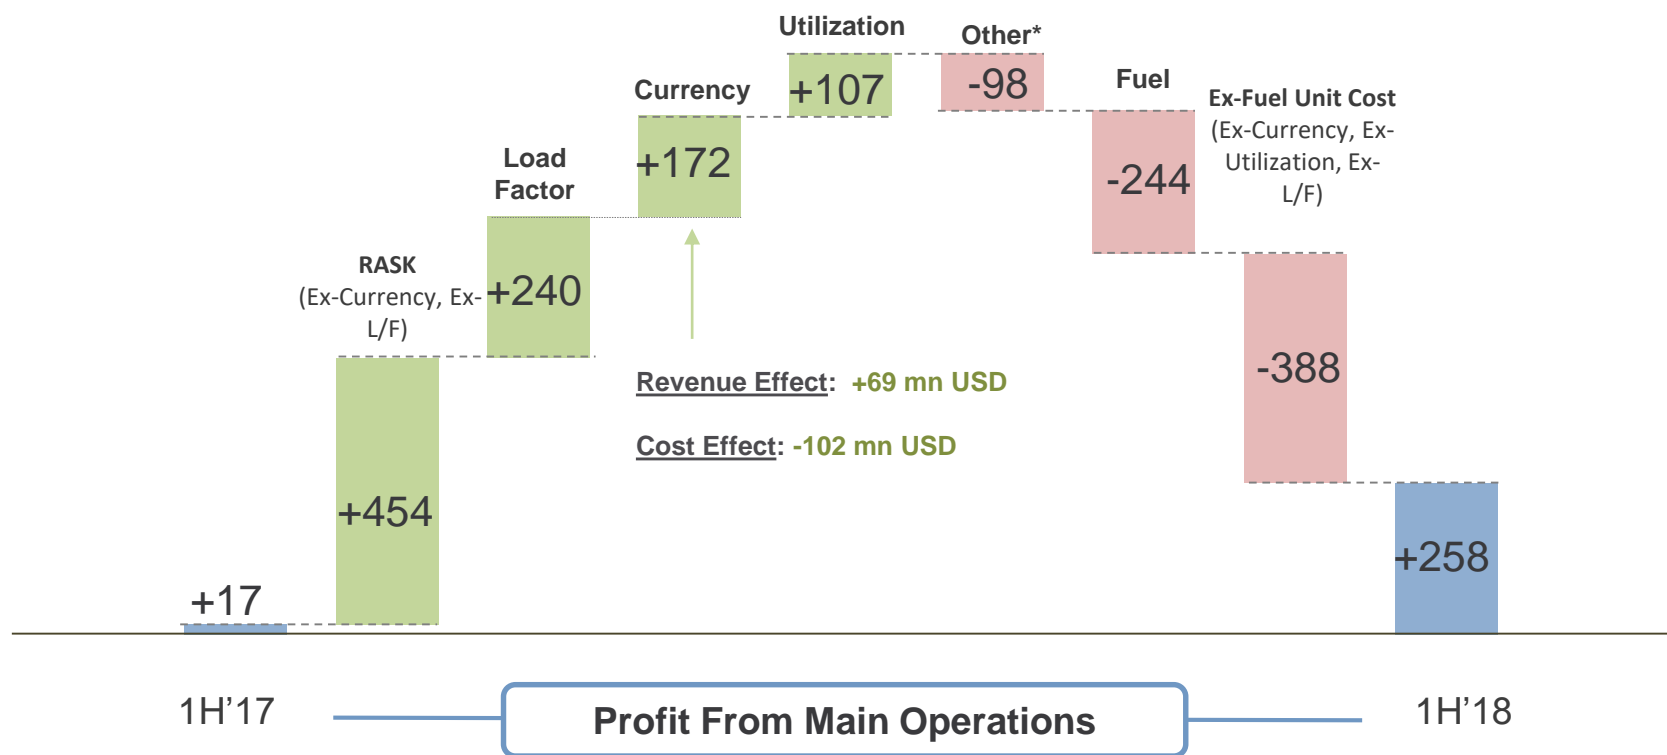 Utilization
+107
Other*
-98
Currency
+172
Fuel
-244
Ex-Fuel Unit Cost
(Ex-Currency, Ex-
Utilization, Ex-
L/F)
Load
Factor
+240
RASK
(Ex-Currency, Ex-
L/F)
+454
Revenue Effect: +69 mn USD
Cost Effect: -102 mn USD
-388
+17
+258
1H’17
Profit From Main Operations
1H’18